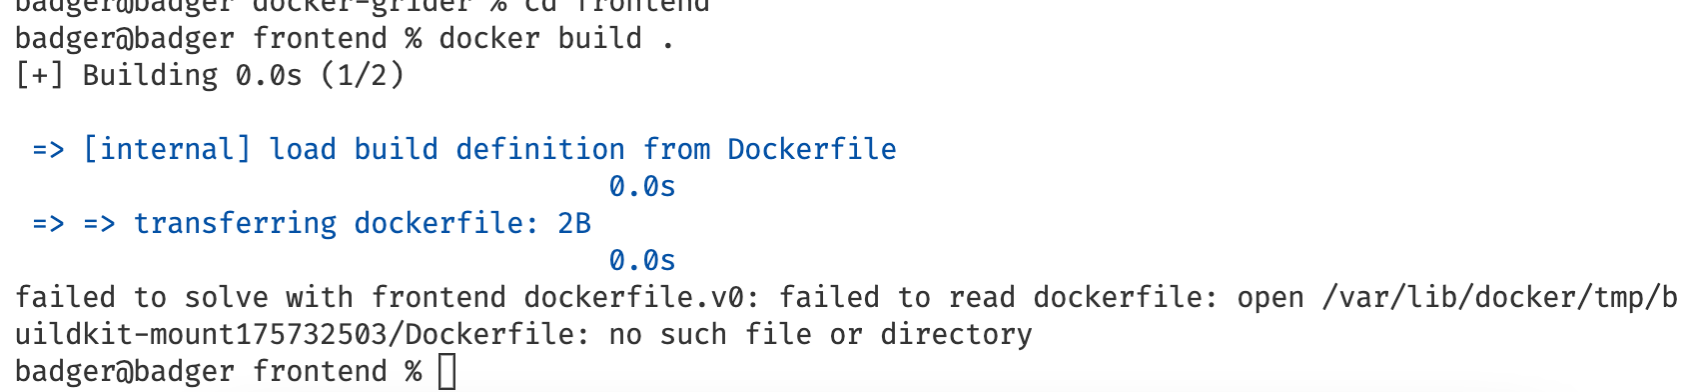 badger@badger docker-grider % cd frontend
badger@badger frontend % docker build .
[+] Building 0.0s (1/2)
=> [internal] load build definition from Dockerfile
0.0s
=> => transferring dockerfile: 2B
0.0s
failed to solve with frontend dockerfile.v0: failed to read dockerfile: open /var/lib/docker/tmp/b
uildkit-mount175732503/Dockerfile: no such file or directory
badger@badger frontend %